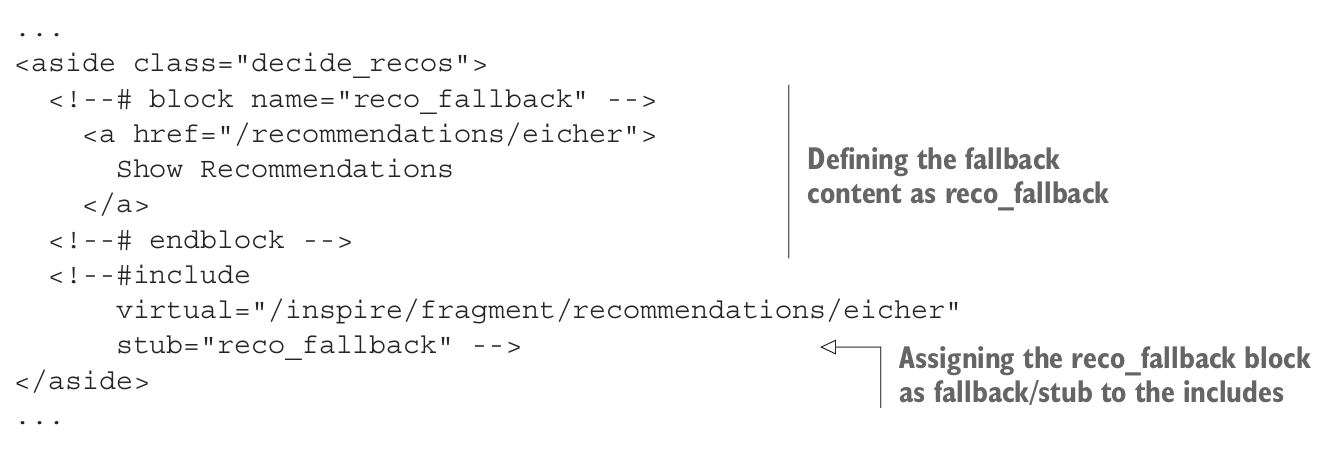 ...
<aside class="decide_recos">
  <!--# block name="reco_fallback" -->
    <a href="/recommendations/eicher">
      Show Recommendations
    </a>
  <!--# endblock -->
  <!--#include
      virtual="/inspire/fragment/recommendations/eicher"
      stub="reco_fallback" -->
</aside>
...
Defining the fallback
content as reco_fallback
Assigning the reco_fallback block
as fallback/stub to the includes